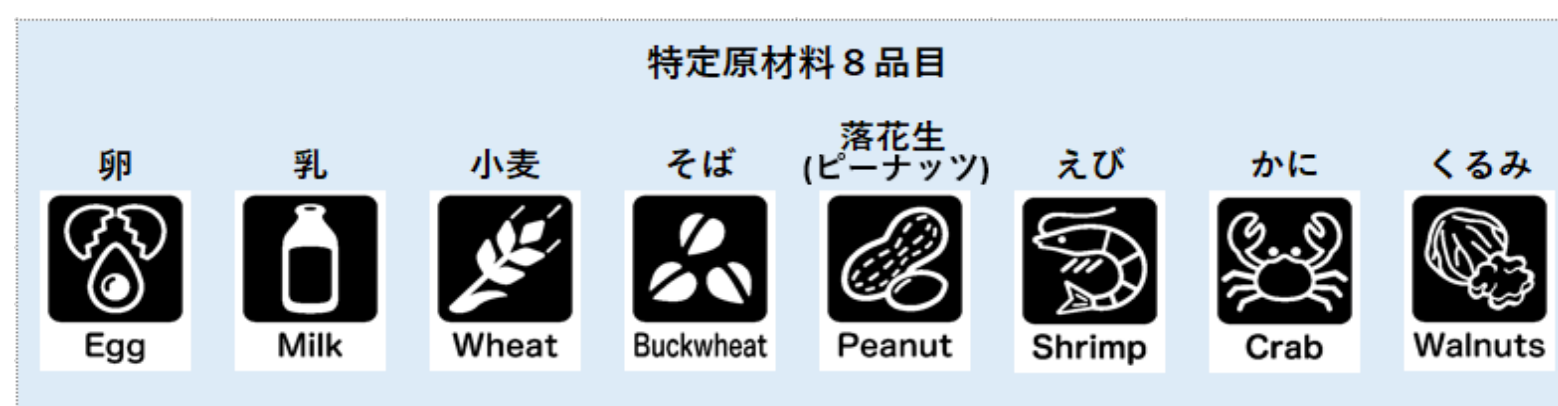 特定原材料８品目
卵
乳
小麦
そば
落花生
(ピーナッツ)
えび
かに
くるみ
Egg
Milk
Wheat
Buckwheat
Peanut
Shrimp
Crab
Walnuts